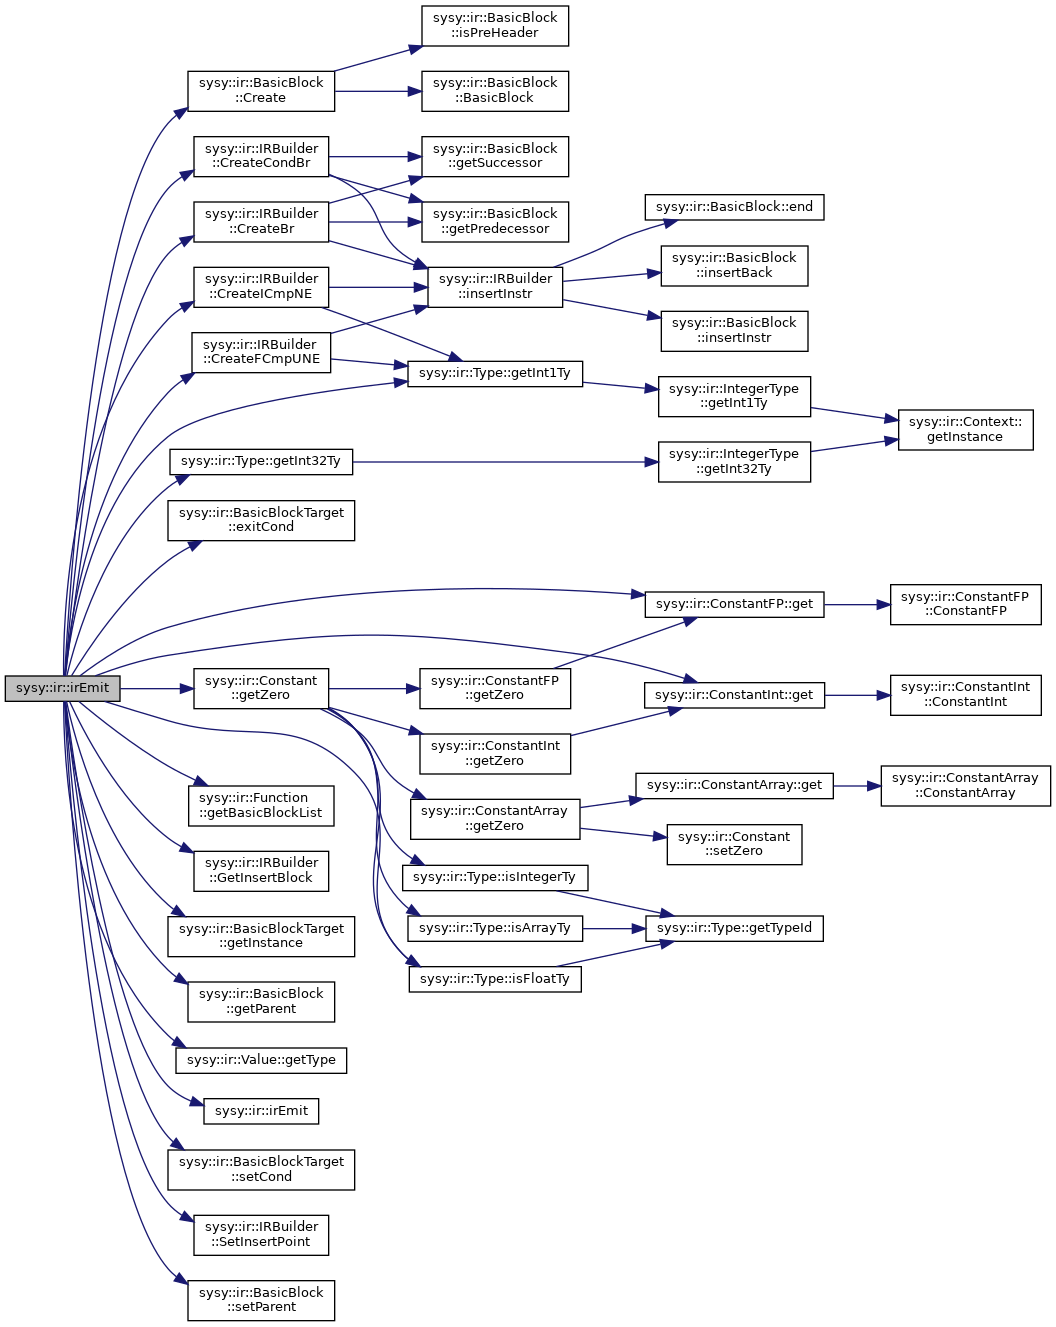 sysy::ir::irEmit
sysy::ir::BasicBlock
::Create
sysy::ir::BasicBlock
::isPreHeader
sysy::ir::BasicBlock
::BasicBlock
sysy::ir::IRBuilder
::CreateCondBr
sysy::ir::BasicBlock
::getSuccessor
sysy::ir::IRBuilder
::CreateBr
sysy::ir::BasicBlock
::getPredecessor
sysy::ir::IRBuilder
::CreateICmpNE
sysy::ir::IRBuilder
::insertInstr
sysy::ir::BasicBlock::end
sysy::ir::BasicBlock
::insertBack
sysy::ir::BasicBlock
::insertInstr
sysy::ir::IRBuilder
::CreateFCmpUNE
sysy::ir::Type::getInt1Ty
sysy::ir::IntegerType
::getInt1Ty
sysy::ir::Context::
getInstance
sysy::ir::Type::getInt32Ty
sysy::ir::IntegerType
::getInt32Ty
sysy::ir::BasicBlockTarget
::exitCond
sysy::ir::ConstantFP::get
sysy::ir::ConstantFP
::ConstantFP
sysy::ir::Constant
::getZero
sysy::ir::ConstantFP
::getZero
sysy::ir::ConstantInt::get
sysy::ir::ConstantInt
::ConstantInt
sysy::ir::ConstantInt
::getZero
sysy::ir::ConstantArray
::getZero
sysy::ir::ConstantArray::get
sysy::ir::ConstantArray
::ConstantArray
sysy::ir::Constant
::setZero
sysy::ir::Type::isIntegerTy
sysy::ir::Type::isArrayTy
sysy::ir::Type::getTypeId
sysy::ir::Type::isFloatTy
sysy::ir::Function
::getBasicBlockList
sysy::ir::IRBuilder
::GetInsertBlock
sysy::ir::BasicBlockTarget
::getInstance
sysy::ir::BasicBlock
::getParent
sysy::ir::Value::getType
sysy::ir::irEmit
sysy::ir::BasicBlockTarget
::setCond
sysy::ir::IRBuilder
::SetInsertPoint
sysy::ir::BasicBlock
::setParent